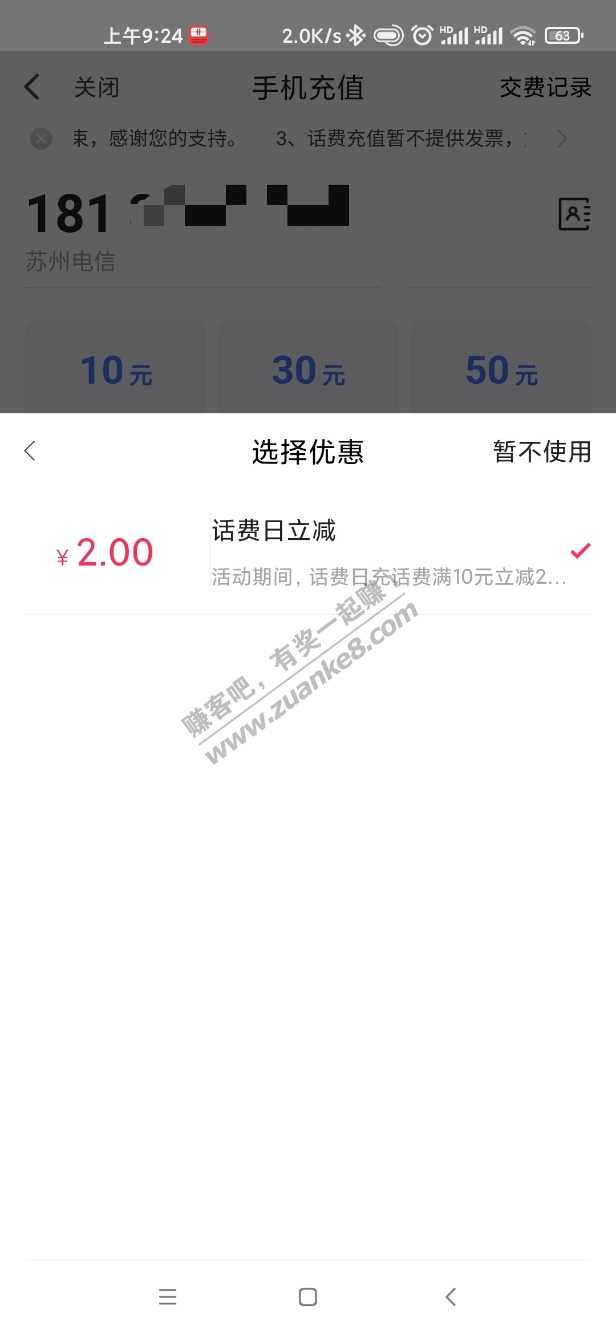 上午9:24 2.0K/s HD HD 63
关闭 手机充值 交费记录
束，感谢您的支持。 3、话费充值暂不提供发票，
181
苏州电信
10元 30元 50元
选择优惠 暂不使用
¥2.00 话费日立减
活动期间，话费日充话费满10元立减2...
赚客吧，有奖一起赚！
www.zuanke8.com